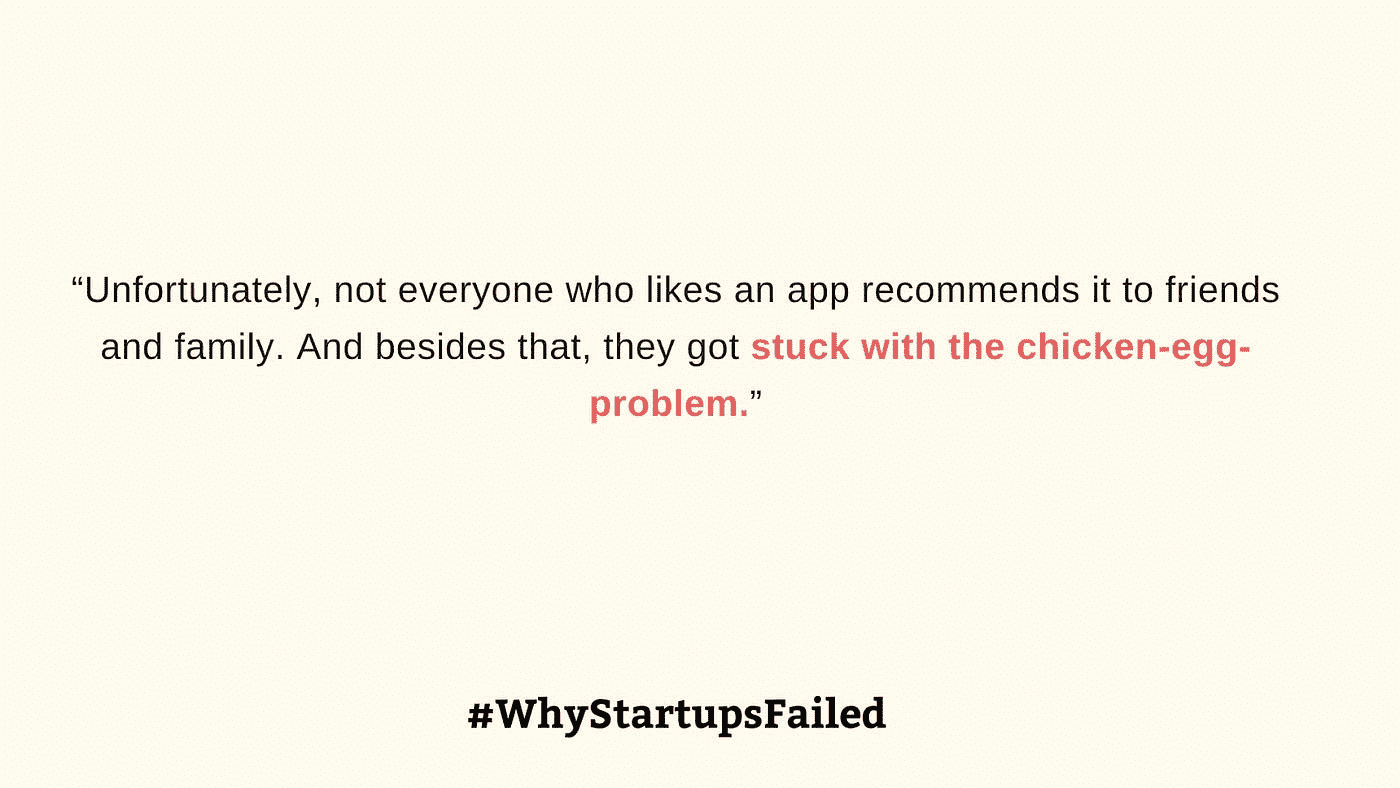 “Unfortunately, not everyone who likes an app recommends it to friends
and family. And besides that, they got stuck with the chicken-egg-
problem.”
#WhyStartupsFailed